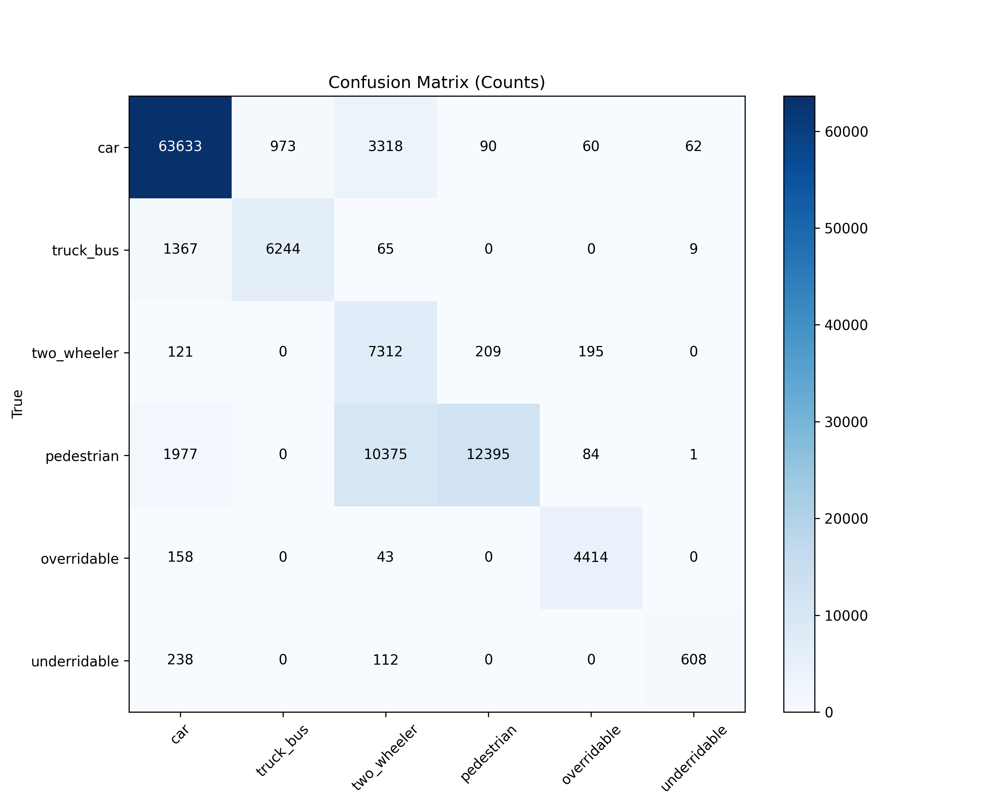 Confusion Matrix (Counts)
True
car 63633 973 3318 90 60 62
truck_bus 1367 6244 65 0 0 9
two_wheeler 121 0 7312 209 195 0
pedestrian 1977 0 10375 12395 84 1
overridable 158 0 43 0 4414 0
underridable 238 0 112 0 0 608
car truck_bus two_wheeler pedestrian overridable underridable
60000
50000
40000
30000
20000
10000
0